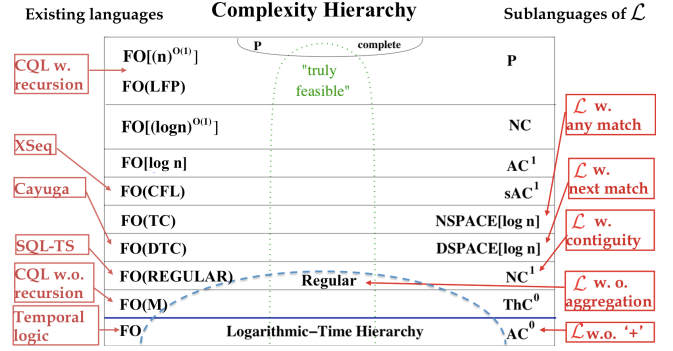 Existing languages
Complexity Hierarchy
Sublanguages of ℒ
CQL w.
recursion
XSeq
Cayuga
SQL-TS
CQL w.o.
recursion
Temporal
logic
P complete
"truly
feasible"
FO[(n)^O(1)] P
FO(LFP)
FO[(logn)^O(1)] NC
FO[log n] AC^1
FO(CFL) sAC^1
FO(TC) NSPACE[log n]
FO(DTC) DSPACE[log n]
FO(REGULAR) Regular NC^1
FO(M) ThC^0
FO Logarithmic−Time Hierarchy AC^0
ℒ w.
any match
ℒ w.
next match
ℒ w.
contiguity
ℒ w. o.
aggregation
ℒ w.o. '+'